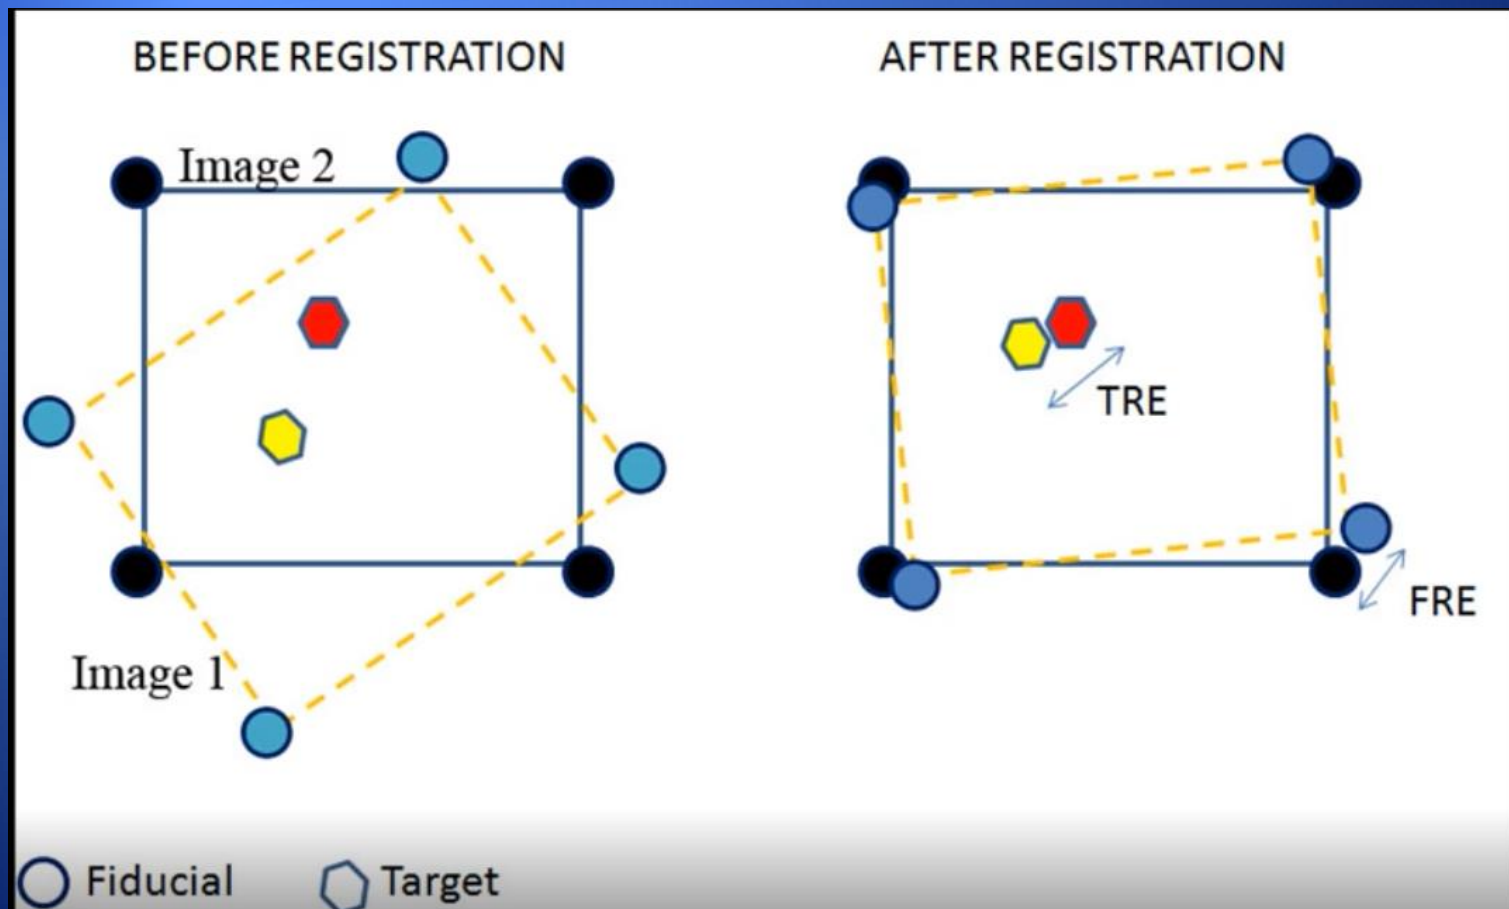 BEFORE REGISTRATION
AFTER REGISTRATION
Image 2
TRE
FRE
Image 1
Fiducial
Target